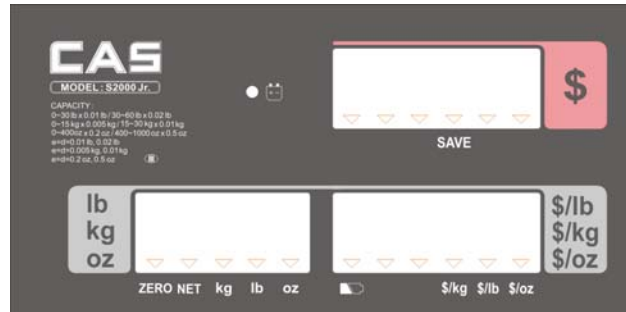 CAS
MODEL : S2000 Jr.
CAPACITY :
0~30 lb x 0.01 lb / 30~60 lb x 0.02 lb
0~15 kg x 0.005 kg / 15~30 kg x 0.01 kg
0~400oz x 0.2 oz / 400~1000 oz x 0.5 oz
e=d=0.01 lb, 0.02 lb
e=d=0.005 kg, 0.01 kg
e=d=0.2 oz, 0.5 oz
$
SAVE
lb
kg
oz
$/lb
$/kg
$/oz
ZERO NET kg lb oz $/kg $/lb $/oz